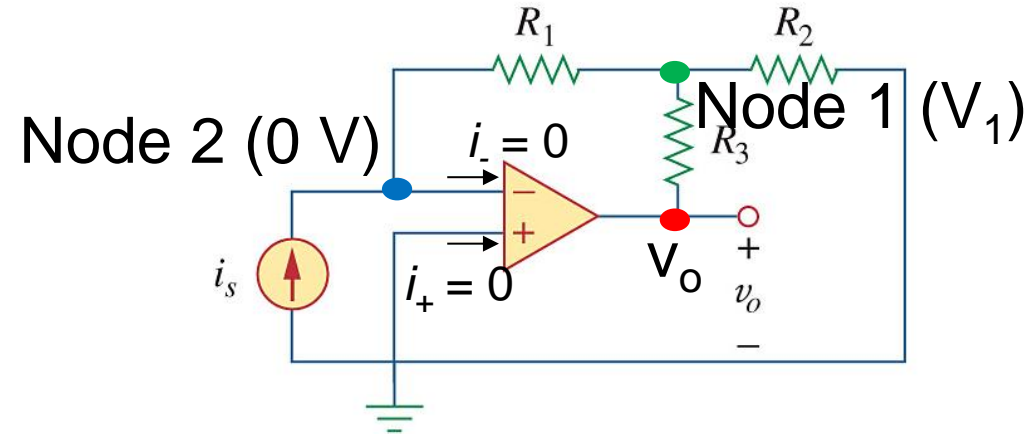 R₁
R₂
Node 1 (V₁)
Node 2 (0 V)
i₋ = 0
R₃
−
+
vₒ
+
iₛ
i₊ = 0
vₒ
−